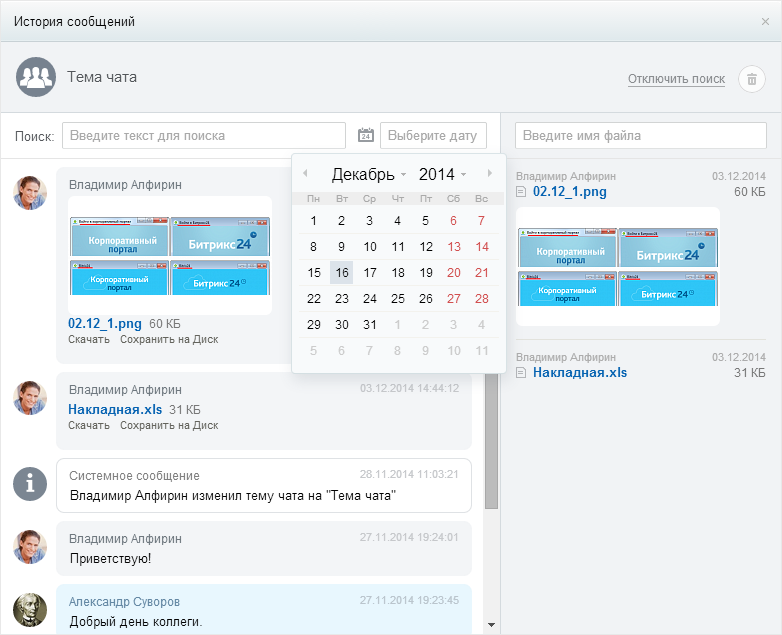 История сообщений
Тема чата
Отключить поиск
Поиск:
Введите текст для поиска
24
Выберите дату
Введите имя файла
Декабрь 2014
Пн Вт Ср Чт Пт Сб Вс
1 2 3 4 5 6 7
8 9 10 11 12 13 14
15 16 17 18 19 20 21
22 23 24 25 26 27 28
29 30 31 1 2 3 4
5 6 7 8 9 10 11
Владимир Алфирин
Корпоративный
портал
Битрикс24
Корпоративный
портал
Битрикс24
02.12_1.png 60 КБ
Скачать Сохранить на Диск
Владимир Алфирин
03.12.2014 14:44:12
Накладная.xls 31 КБ
Скачать Сохранить на Диск
Системное сообщение
28.11.2014 11:03:21
Владимир Алфирин изменил тему чата на "Тема чата"
Владимир Алфирин
27.11.2014 19:24:01
Приветствую!
Александр Суворов
27.11.2014 19:23:45
Добрый день коллеги.
Владимир Алфирин
03.12.2014
02.12_1.png
60 КБ
Корпоративный
портал
Битрикс24
Корпоративный
портал
Битрикс24
Владимир Алфирин
03.12.2014
Накладная.xls
31 КБ